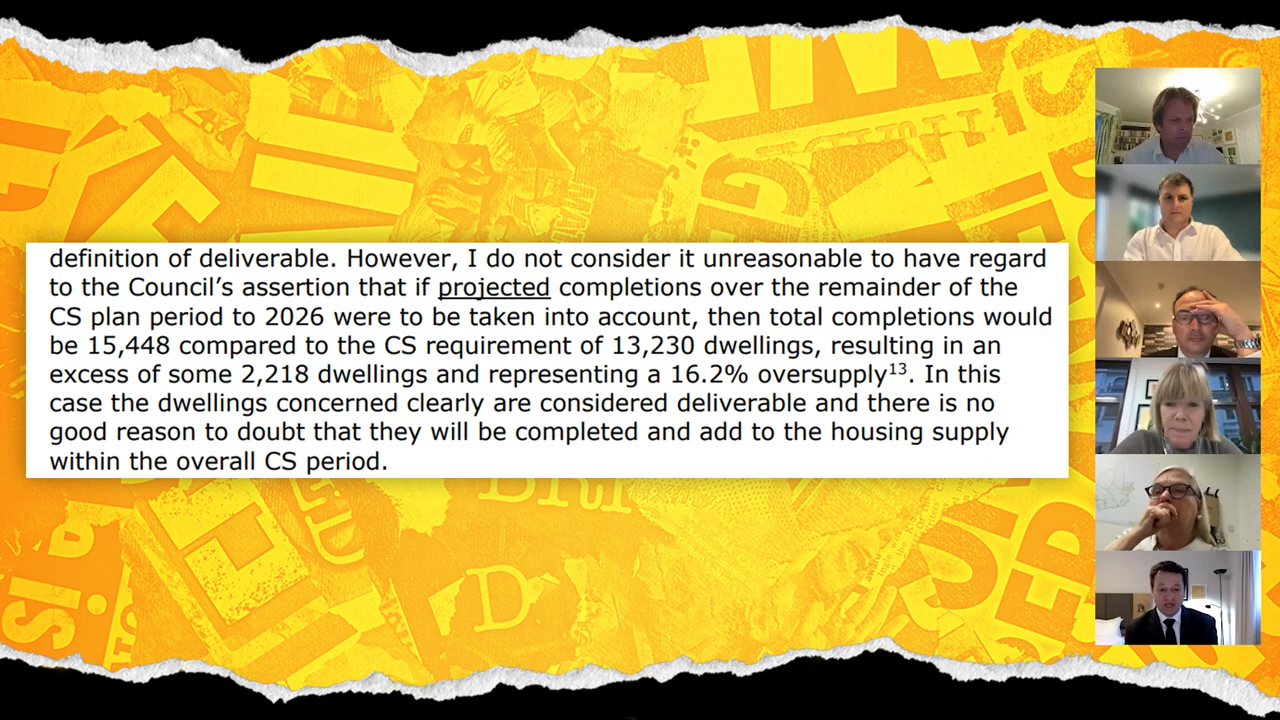 definition of deliverable. However, I do not consider it unreasonable to have regard
to the Council's assertion that if projected completions over the remainder of the
CS plan period to 2026 were to be taken into account, then total completions would
be 15,448 compared to the CS requirement of 13,230 dwellings, resulting in an
excess of some 2,218 dwellings and representing a 16.2% oversupply¹³. In this
case the dwellings concerned clearly are considered deliverable and there is no
good reason to doubt that they will be completed and add to the housing supply
within the overall CS period.